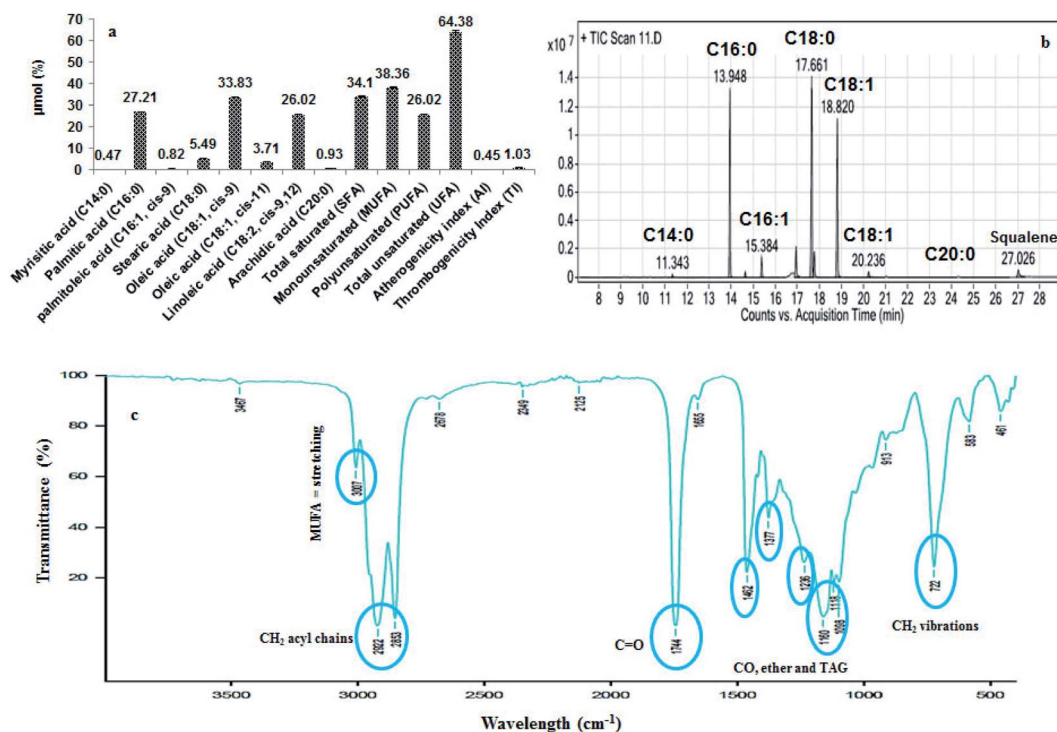 a
70
60
50
40
30
20
10
0
µmol (%)
0.47
27.21
0.82
5.49
33.83
3.71
26.02
0.93
34.1
38.36
26.02
64.38
0.45
1.03
Myrisitic acid (C14:0)
Palmitic acid (C16:0)
palmitoleic acid (C16:1, cis-9)
Stearic acid (C18:0)
Oleic acid (C18:1, cis-9)
Oleic acid (C18:1, cis-11)
Linoleic acid (C18:2, cis-9,12)
Arachidic acid (C20:0)
Total saturated (SFA)
Monounsaturated (MUFA)
Polyunsaturated (PUFA)
Total unsaturated (UFA)
Atherogenicity index (AI)
Thrombogenicity Index (TI)
b
x10 7
+ TIC Scan 11.D
1.4
1.2
1
0.8
0.6
0.4
0.2
0
C14:0
11.343
C16:0
13.948
C16:1
15.384
C18:0
17.661
C18:1
18.820
C18:1
20.236
C20:0
Squalene
27.026
8 9 10 11 12 13 14 15 16 17 18 19 20 21 22 23 24 25 26 27 28
Counts vs. Acquisition Time (min)
c
100
80
60
40
20
Transmittance (%)
3467
3007
MUFA = stretching
2922
2853
CH2 acyl chains
2678
2349
2125
1744
C=O
1655
1462
1377
1236
1160
1118
1098
CO, ether and TAG
913
722
CH2 vibrations
583
461
3500 3000 2500 2000 1500 1000 500
Wavelength (cm-1)